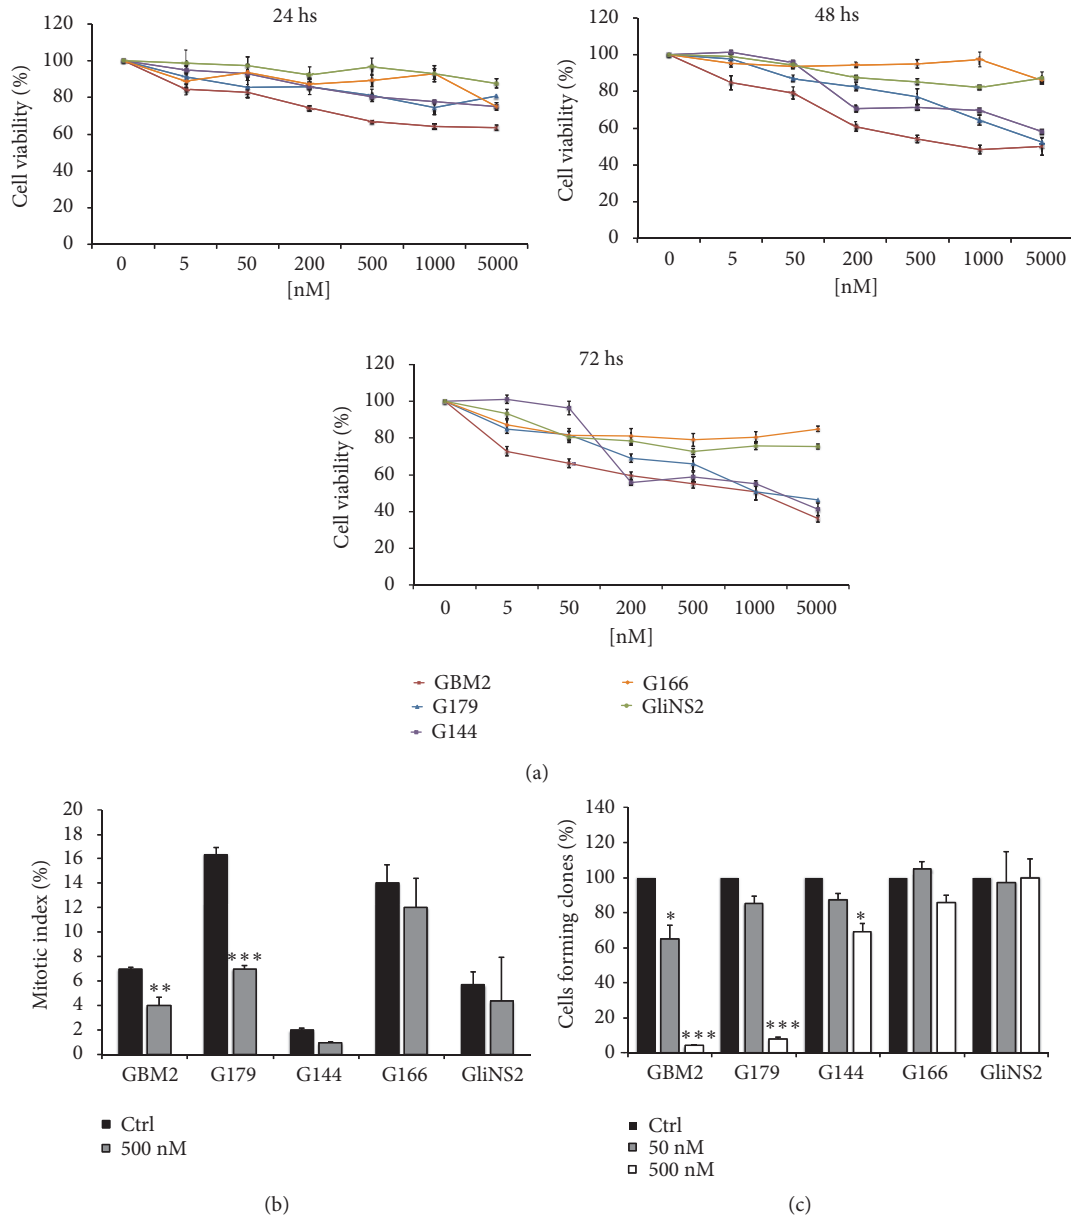 24 hs
120
100
80
60
40
20
0
Cell viability (%)
0 5 50 200 500 1000 5000
[nM]
48 hs
120
100
80
60
40
20
0
Cell viability (%)
0 5 50 200 500 1000 5000
[nM]
72 hs
120
100
80
60
40
20
0
Cell viability (%)
0 5 50 200 500 1000 5000
[nM]
GBM2
G179
G144
G166
GliNS2
(a)
20
18
16
14
12
10
8
6
4
2
0
Mitotic index (%)
**
***
GBM2 G179 G144 G166 GliNS2
Ctrl
500 nM
(b)
140
120
100
80
60
40
20
0
Cells forming clones (%)
*
***
***
*
GBM2 G179 G144 G166 GliNS2
Ctrl
50 nM
500 nM
(c)